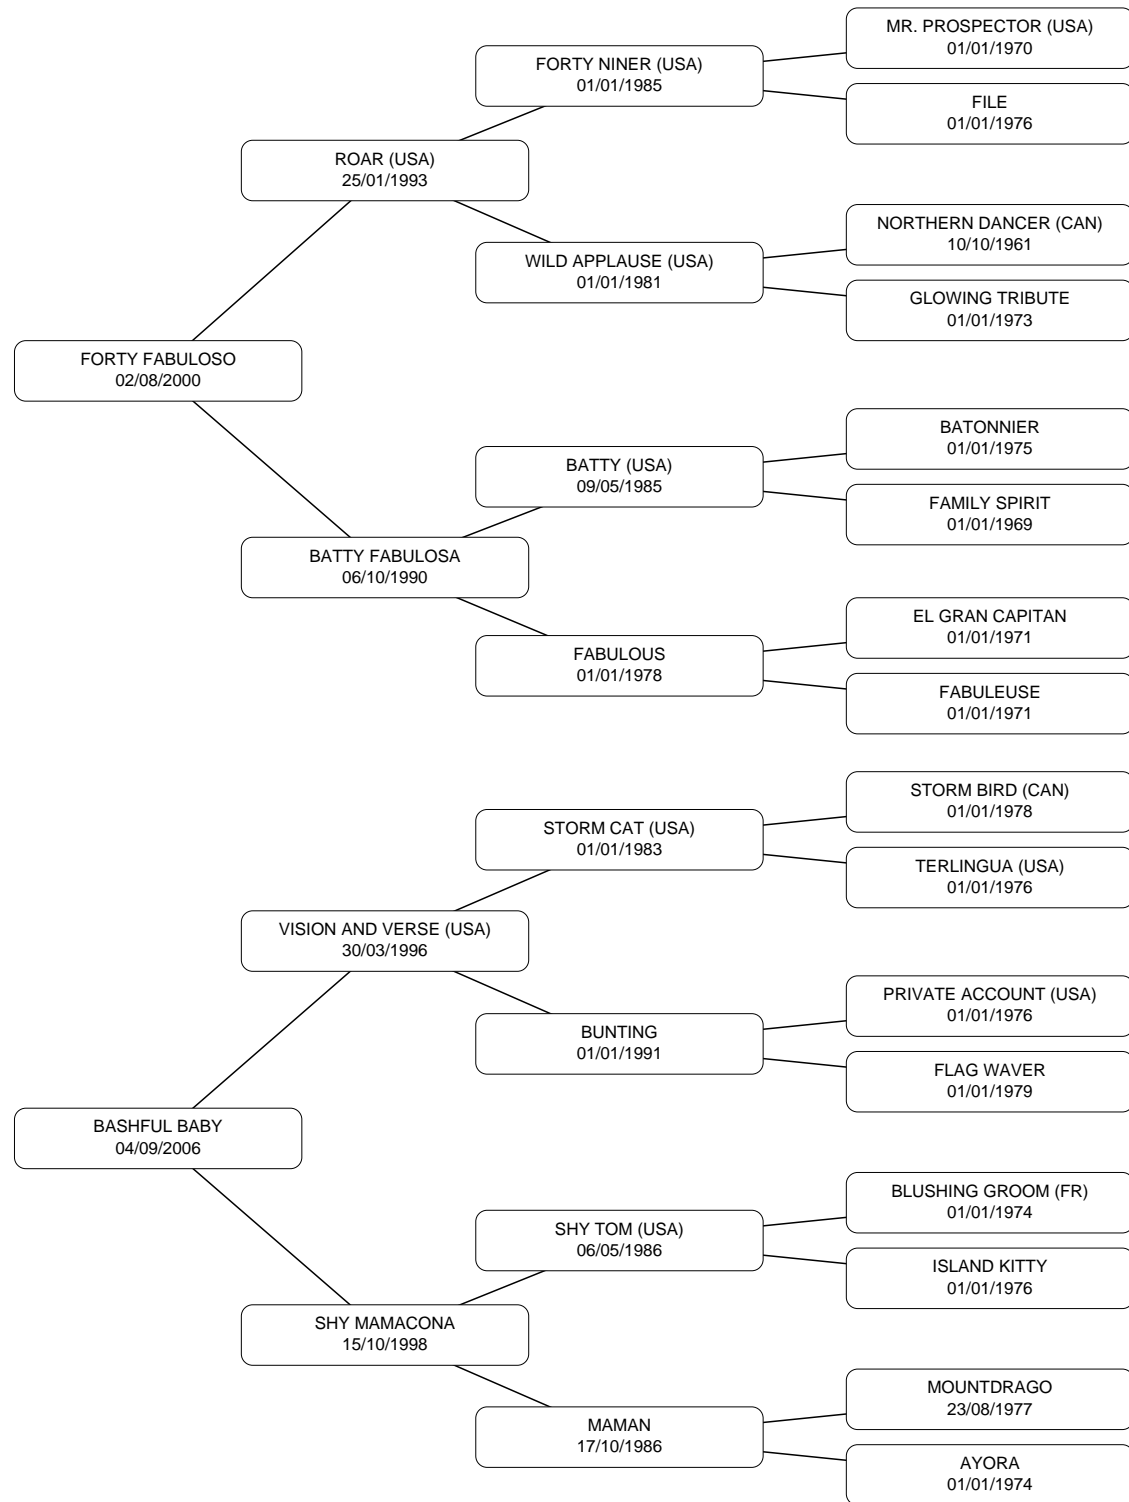 MR. PROSPECTOR (USA)
01/01/1970
FORTY NINER (USA)
01/01/1985
FILE
01/01/1976
ROAR (USA)
25/01/1993
NORTHERN DANCER (CAN)
10/10/1961
WILD APPLAUSE (USA)
01/01/1981
GLOWING TRIBUTE
01/01/1973
FORTY FABULOSO
02/08/2000
BATONNIER
01/01/1975
BATTY (USA)
09/05/1985
FAMILY SPIRIT
01/01/1969
BATTY FABULOSA
06/10/1990
EL GRAN CAPITAN
01/01/1971
FABULOUS
01/01/1978
FABULEUSE
01/01/1971
STORM BIRD (CAN)
01/01/1978
STORM CAT (USA)
01/01/1983
TERLINGUA (USA)
01/01/1976
VISION AND VERSE (USA)
30/03/1996
PRIVATE ACCOUNT (USA)
01/01/1976
BUNTING
01/01/1991
FLAG WAVER
01/01/1979
BASHFUL BABY
04/09/2006
BLUSHING GROOM (FR)
01/01/1974
SHY TOM (USA)
06/05/1986
ISLAND KITTY
01/01/1976
SHY MAMACONA
15/10/1998
MOUNTDRAGO
23/08/1977
MAMAN
17/10/1986
AYORA
01/01/1974